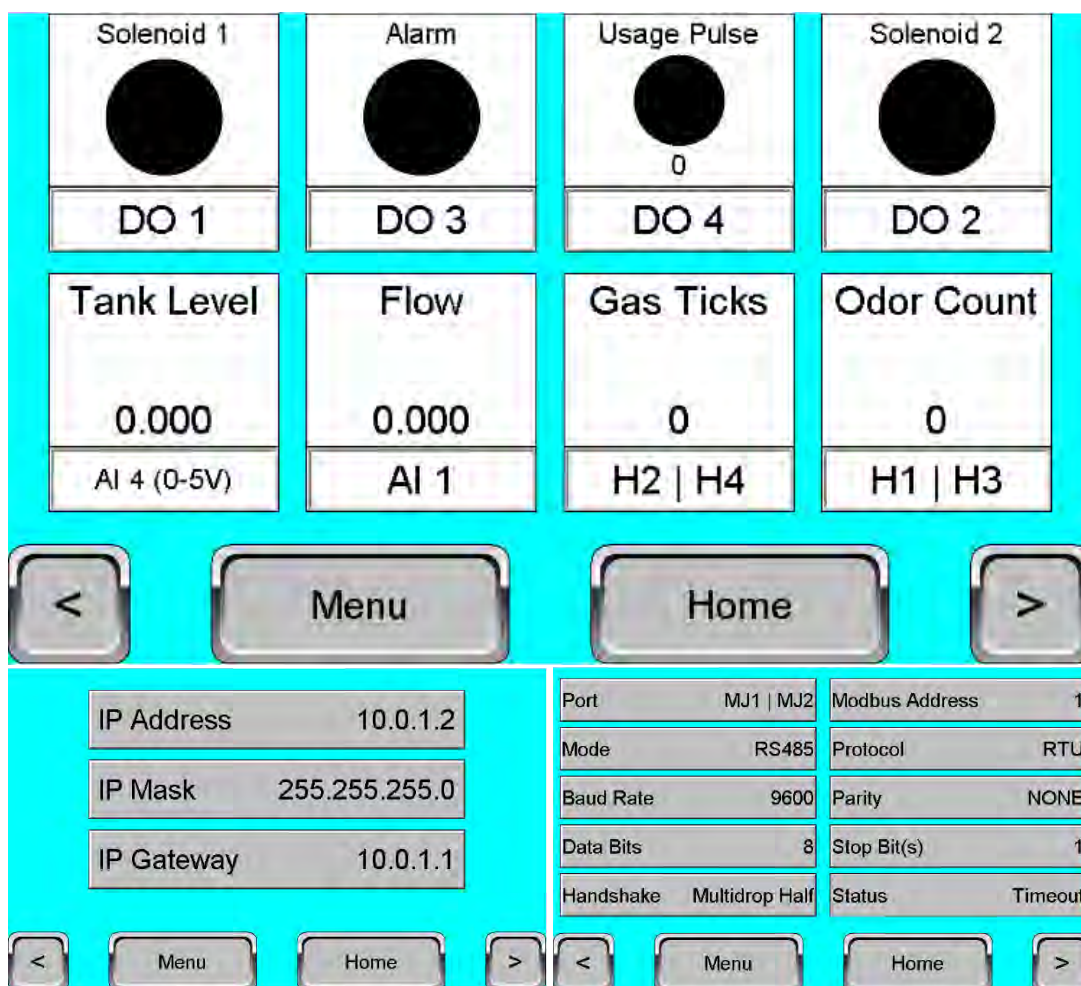 Solenoid 1 Alarm Usage Pulse Solenoid 2
0
DO 1 DO 3 DO 4 DO 2
Tank Level Flow Gas Ticks Odor Count
0.000 0.000 0 0
AI 4 (0-5V) AI 1 H2 | H4 H1 | H3
< Menu Home >
IP Address 10.0.1.2
IP Mask 255.255.255.0
IP Gateway 10.0.1.1
< Menu Home >
Port MJ1 | MJ2 Modbus Address 1
Mode RS485 Protocol RTU
Baud Rate 9600 Parity NONE
Data Bits 8 Stop Bit(s) 1
Handshake Multidrop Half Status Timeout
< Menu Home >